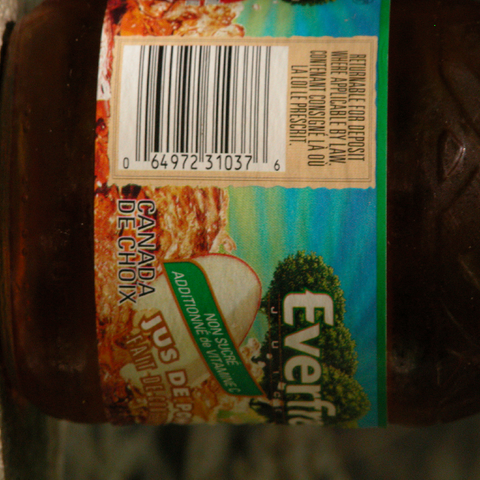 RETURNABLE FOR DEPOSIT
WHERE APPLICABLE BY LAW.
CONTENANT CONSIGNÉ LÀ OÙ
LA LOI LE PRESCRIT.
0 64972 31037 6
CANADA
DE CHOIX
NON SUCRÉ
ADDITIONNÉ de VITAMINE C
JUS DE